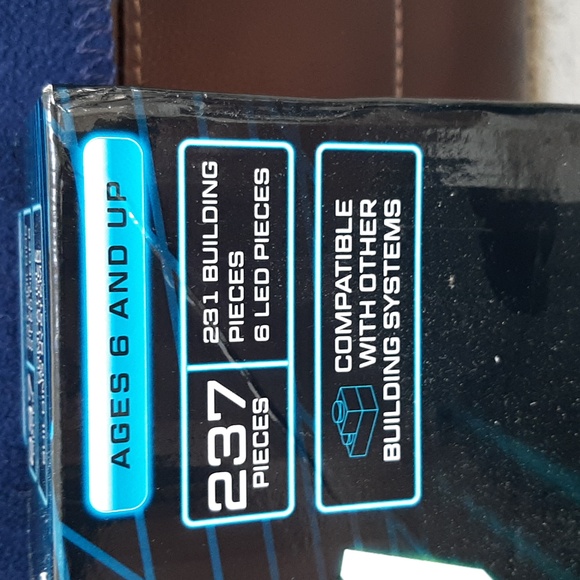 AGES 6 AND UP
237
PIECES
231 BUILDING
PIECES
6 LED PIECES
COMPATIBLE
WITH OTHER
BUILDING SYSTEMS